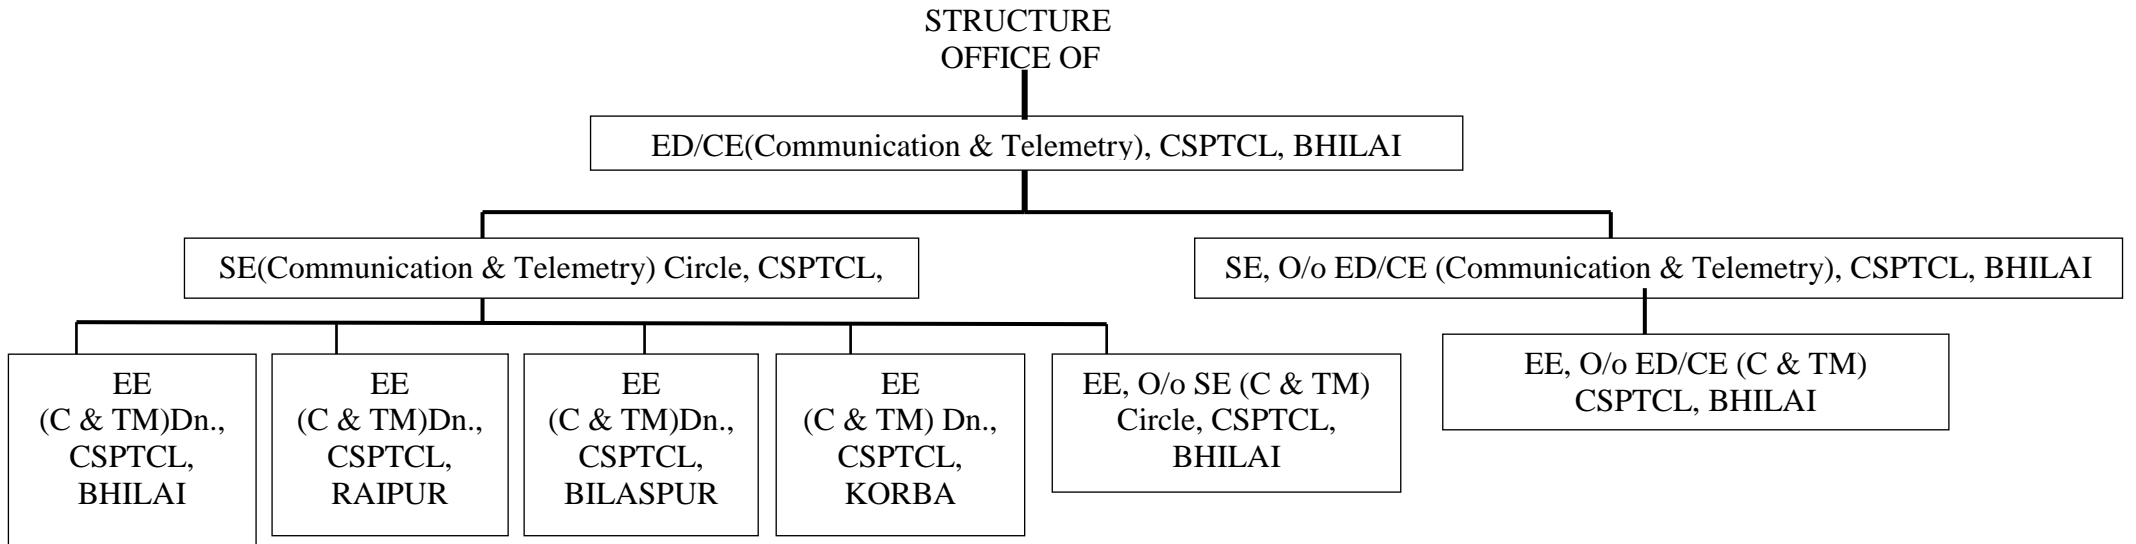 STRUCTURE
OFFICE OF
ED/CE(Communication & Telemetry), CSPTCL, BHILAI
SE(Communication & Telemetry) Circle, CSPTCL,
SE, O/o ED/CE (Communication & Telemetry), CSPTCL, BHILAI
EE
(C & TM)Dn.,
CSPTCL,
BHILAI
EE
(C & TM)Dn.,
CSPTCL,
RAIPUR
EE
(C & TM)Dn.,
CSPTCL,
BILASPUR
EE
(C & TM) Dn.,
CSPTCL,
KORBA
EE, O/o SE (C & TM)
Circle, CSPTCL,
BHILAI
EE, O/o ED/CE (C & TM)
CSPTCL, BHILAI